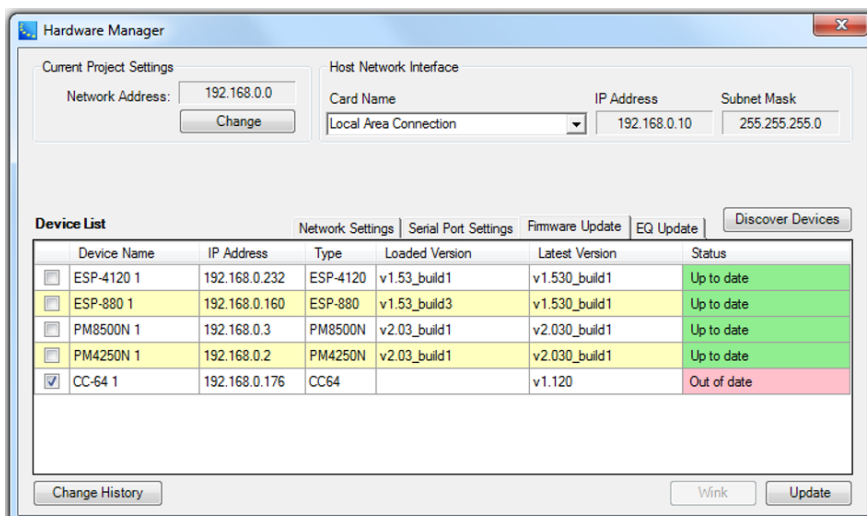 Hardware Manager
Current Project Settings
Network Address: 192.168.0.0
Change
Host Network Interface
Card Name IP Address Subnet Mask
Local Area Connection 192.168.0.10 255.255.255.0
Device List Network Settings Serial Port Settings Firmware Update EQ Update Discover Devices
Device Name IP Address Type Loaded Version Latest Version Status
ESP-4120 1 192.168.0.232 ESP-4120 v1.53_build1 v1.530_build1 Up to date
ESP-880 1 192.168.0.160 ESP-880 v1.53_build3 v1.530_build1 Up to date
PM8500N 1 192.168.0.3 PM8500N v2.03_build1 v2.030_build1 Up to date
PM4250N 1 192.168.0.2 PM4250N v2.03_build1 v2.030_build1 Up to date
CC-64 1 192.168.0.176 CC64 v1.120 Out of date
Change History Wink Update